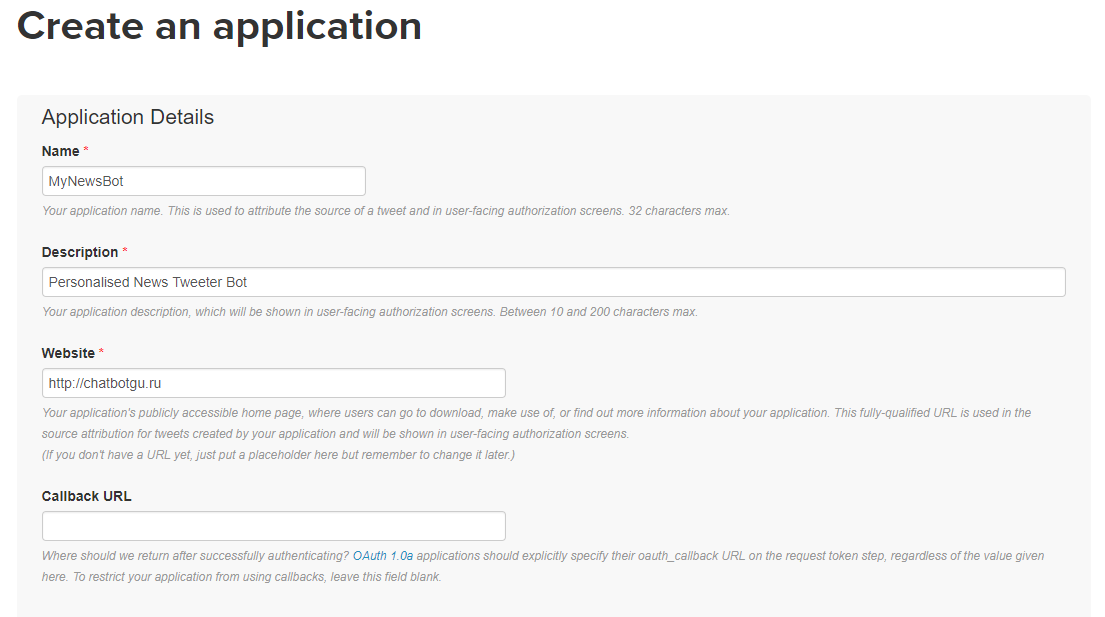 Create an application
Application Details
Name *
MyNewsBot
Your application name. This is used to attribute the source of a tweet and in user-facing authorization screens. 32 characters max.
Description *
Personalised News Tweeter Bot
Your application description, which will be shown in user-facing authorization screens. Between 10 and 200 characters max.
Website *
http://chatbotgu.ru
Your application's publicly accessible home page, where users can go to download, make use of, or find out more information about your application. This fully-qualified URL is used in the
source attribution for tweets created by your application and will be shown in user-facing authorization screens.
(If you don't have a URL yet, just put a placeholder here but remember to change it later.)
Callback URL
Where should we return after successfully authenticating? OAuth 1.0a applications should explicitly specify their oauth_callback URL on the request token step, regardless of the value given
here. To restrict your application from using callbacks, leave this field blank.